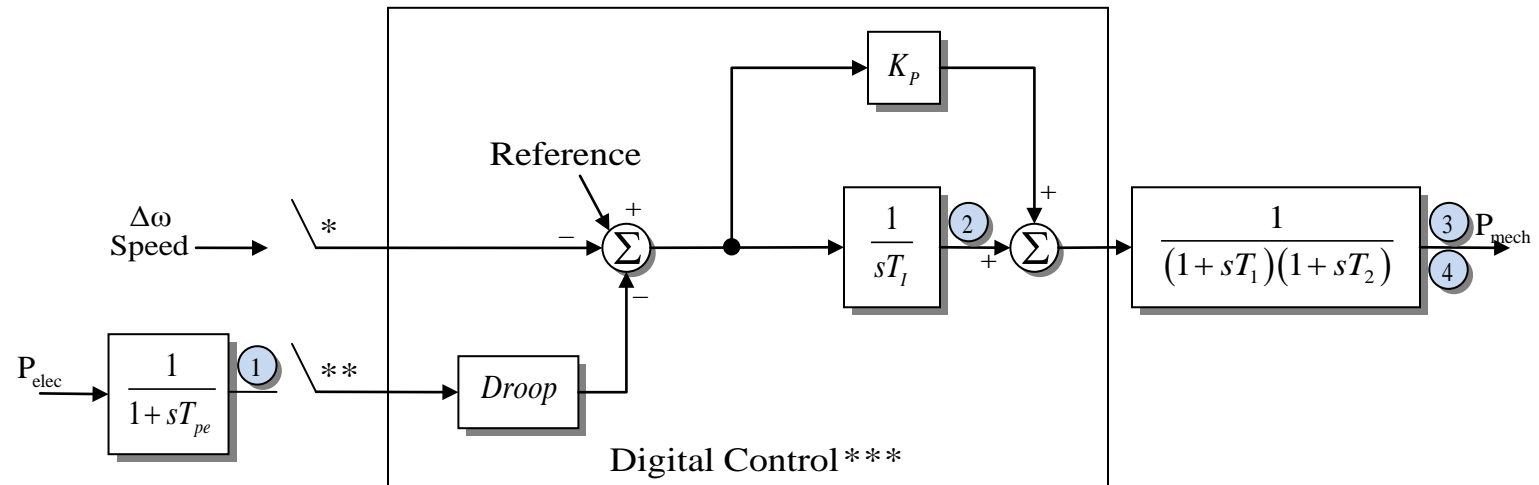 K_P
Reference
Δω
Speed
*
+
−
Σ
−
1
sT_I
2
+
+
Σ
1
(1+sT_1)(1+sT_2)
3
P_mech
4
P_elec
1
1+sT_pe
1
**
Droop
Digital Control***